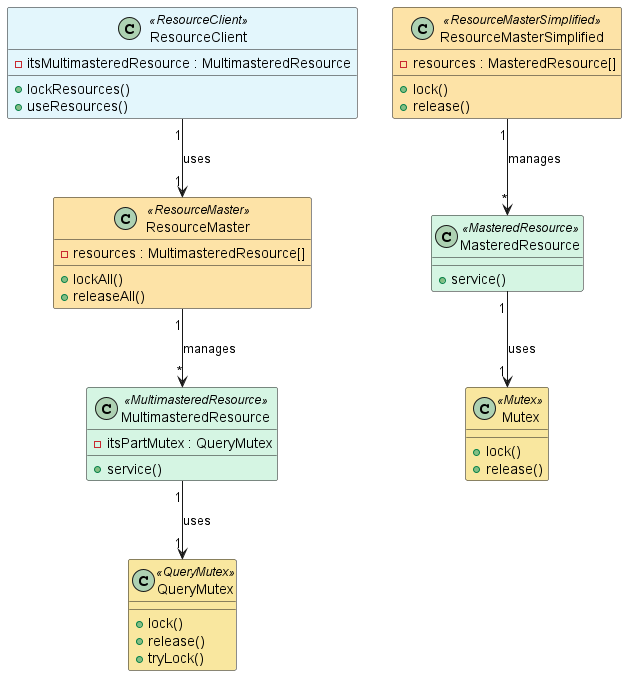 C
«ResourceClient»
ResourceClient
itsMultimasteredResource : MultimasteredResource
lockResources()
useResources()
1
uses
1
C
«ResourceMaster»
ResourceMaster
resources : MultimasteredResource[]
lockAll()
releaseAll()
1
manages
*
C
«MultimasteredResource»
MultimasteredResource
itsPartMutex : QueryMutex
service()
1
uses
1
C
«QueryMutex»
QueryMutex
lock()
release()
tryLock()
C
«ResourceMasterSimplified»
ResourceMasterSimplified
resources : MasteredResource[]
lock()
release()
1
manages
*
C
«MasteredResource»
MasteredResource
service()
1
uses
1
C
«Mutex»
Mutex
lock()
release()